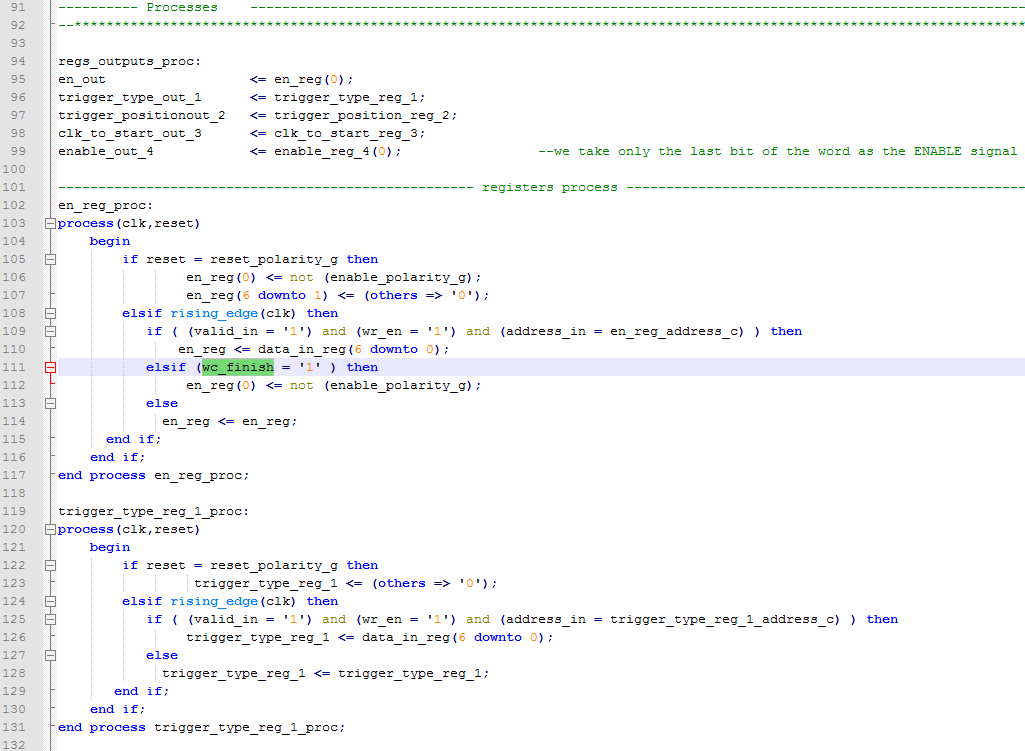 91 ---------- Processes ------------------------------------------------------------------------------------------------
92 --***********************************************************************************************************************
93
94 regs_outputs_proc:
95 en_out                  <= en_reg(0);
96 trigger_type_out_1      <= trigger_type_reg_1;
97 trigger_positionout_2   <= trigger_position_reg_2;
98 clk_to_start_out_3      <= clk_to_start_reg_3;
99 enable_out_4            <= enable_reg_4(0);                 --we take only the last bit of the word as the ENABLE signal
100
101 ---------------------------------------------------- registers process --------------------------------------------------
102 en_reg_proc:
103 process(clk,reset)
104     begin
105         if reset = reset_polarity_g then
106                 en_reg(0) <= not (enable_polarity_g);
107                 en_reg(6 downto 1) <= (others => '0');
108         elsif rising_edge(clk) then
109            if ( (valid_in = '1') and (wr_en = '1') and (address_in = en_reg_address_c) ) then
110                en_reg <= data_in_reg(6 downto 0);
111            elsif (wc_finish = '1' ) then
112                 en_reg(0) <= not (enable_polarity_g);
113            else
114              en_reg <= en_reg;
115       end if;
116     end if;
117 end process en_reg_proc;
118
119 trigger_type_reg_1_proc:
120 process(clk,reset)
121     begin
122         if reset = reset_polarity_g then
123                  trigger_type_reg_1 <= (others => '0');
124         elsif rising_edge(clk) then
125            if ( (valid_in = '1') and (wr_en = '1') and (address_in = trigger_type_reg_1_address_c) ) then
126                 trigger_type_reg_1 <= data_in_reg(6 downto 0);
127            else
128              trigger_type_reg_1 <= trigger_type_reg_1;
129        end if;
130     end if;
131 end process trigger_type_reg_1_proc;
132